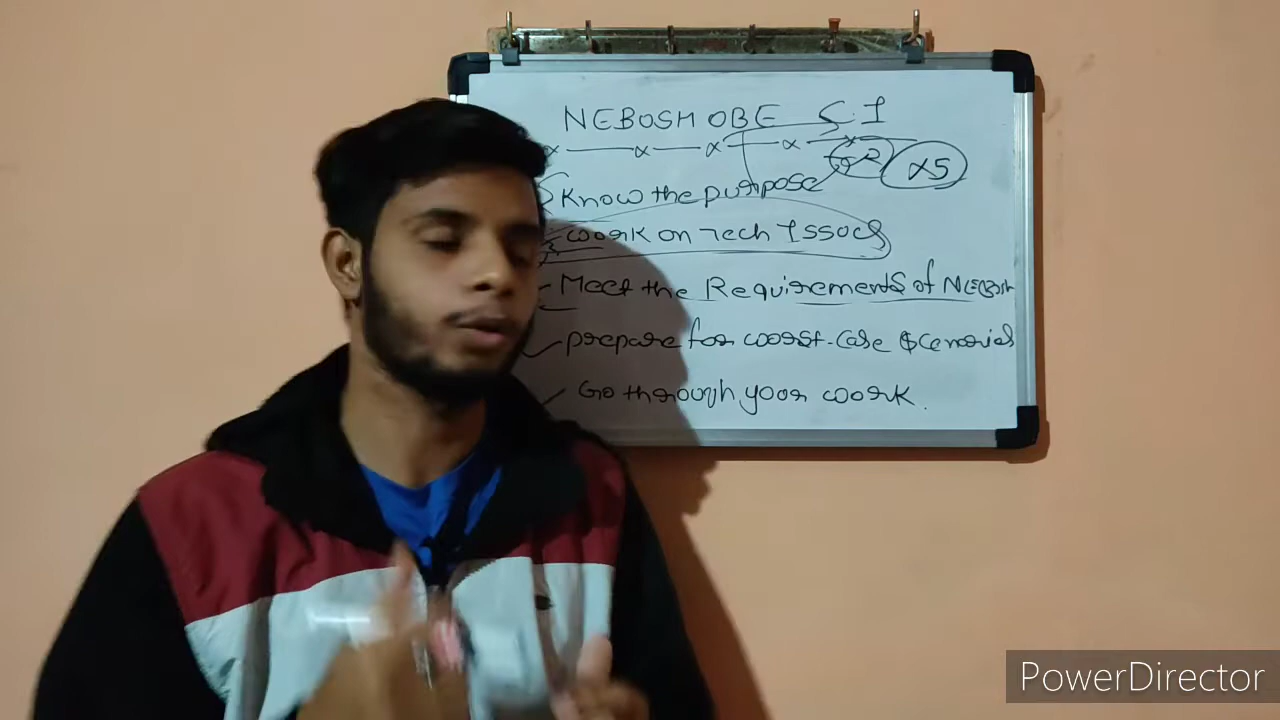 NEBOSH OBE C.I
Know the purpose
x5
work on Tech Issues
Meet the Requirements of NEBOSH
prepare for worst-case scenarios
Go through your work.
PowerDirector